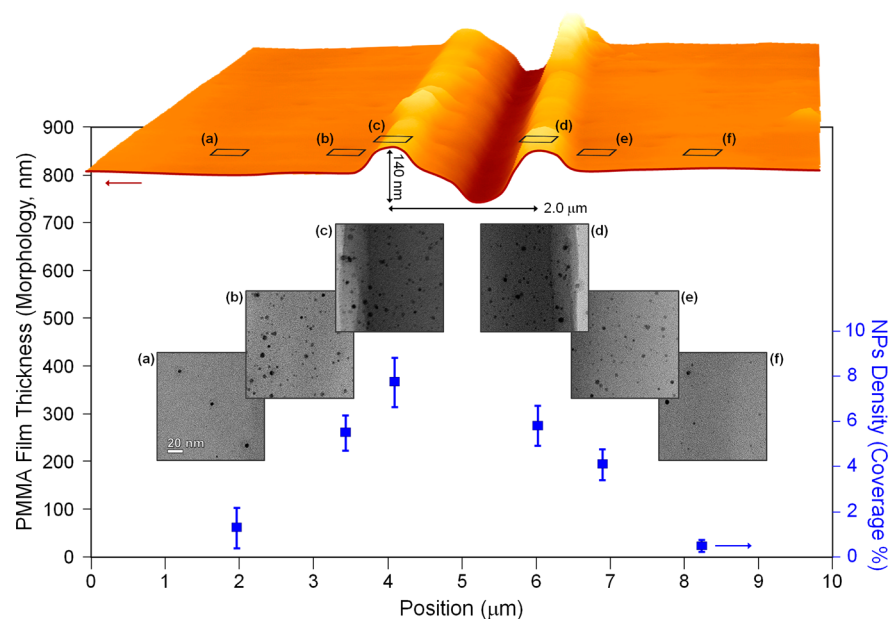 (a)
(b)
(c)
(d)
(e)
(f)
140 nm
2.0 μm
PMMA Film Thickness (Morphology, nm)
900
800
700
600
500
400
300
200
100
0
(c)
(d)
(b)
(e)
(a)
(f)
20 nm
10
8
6
4
2
0
NPs Density (Coverage %)
0 1 2 3 4 5 6 7 8 9 10
Position (μm)